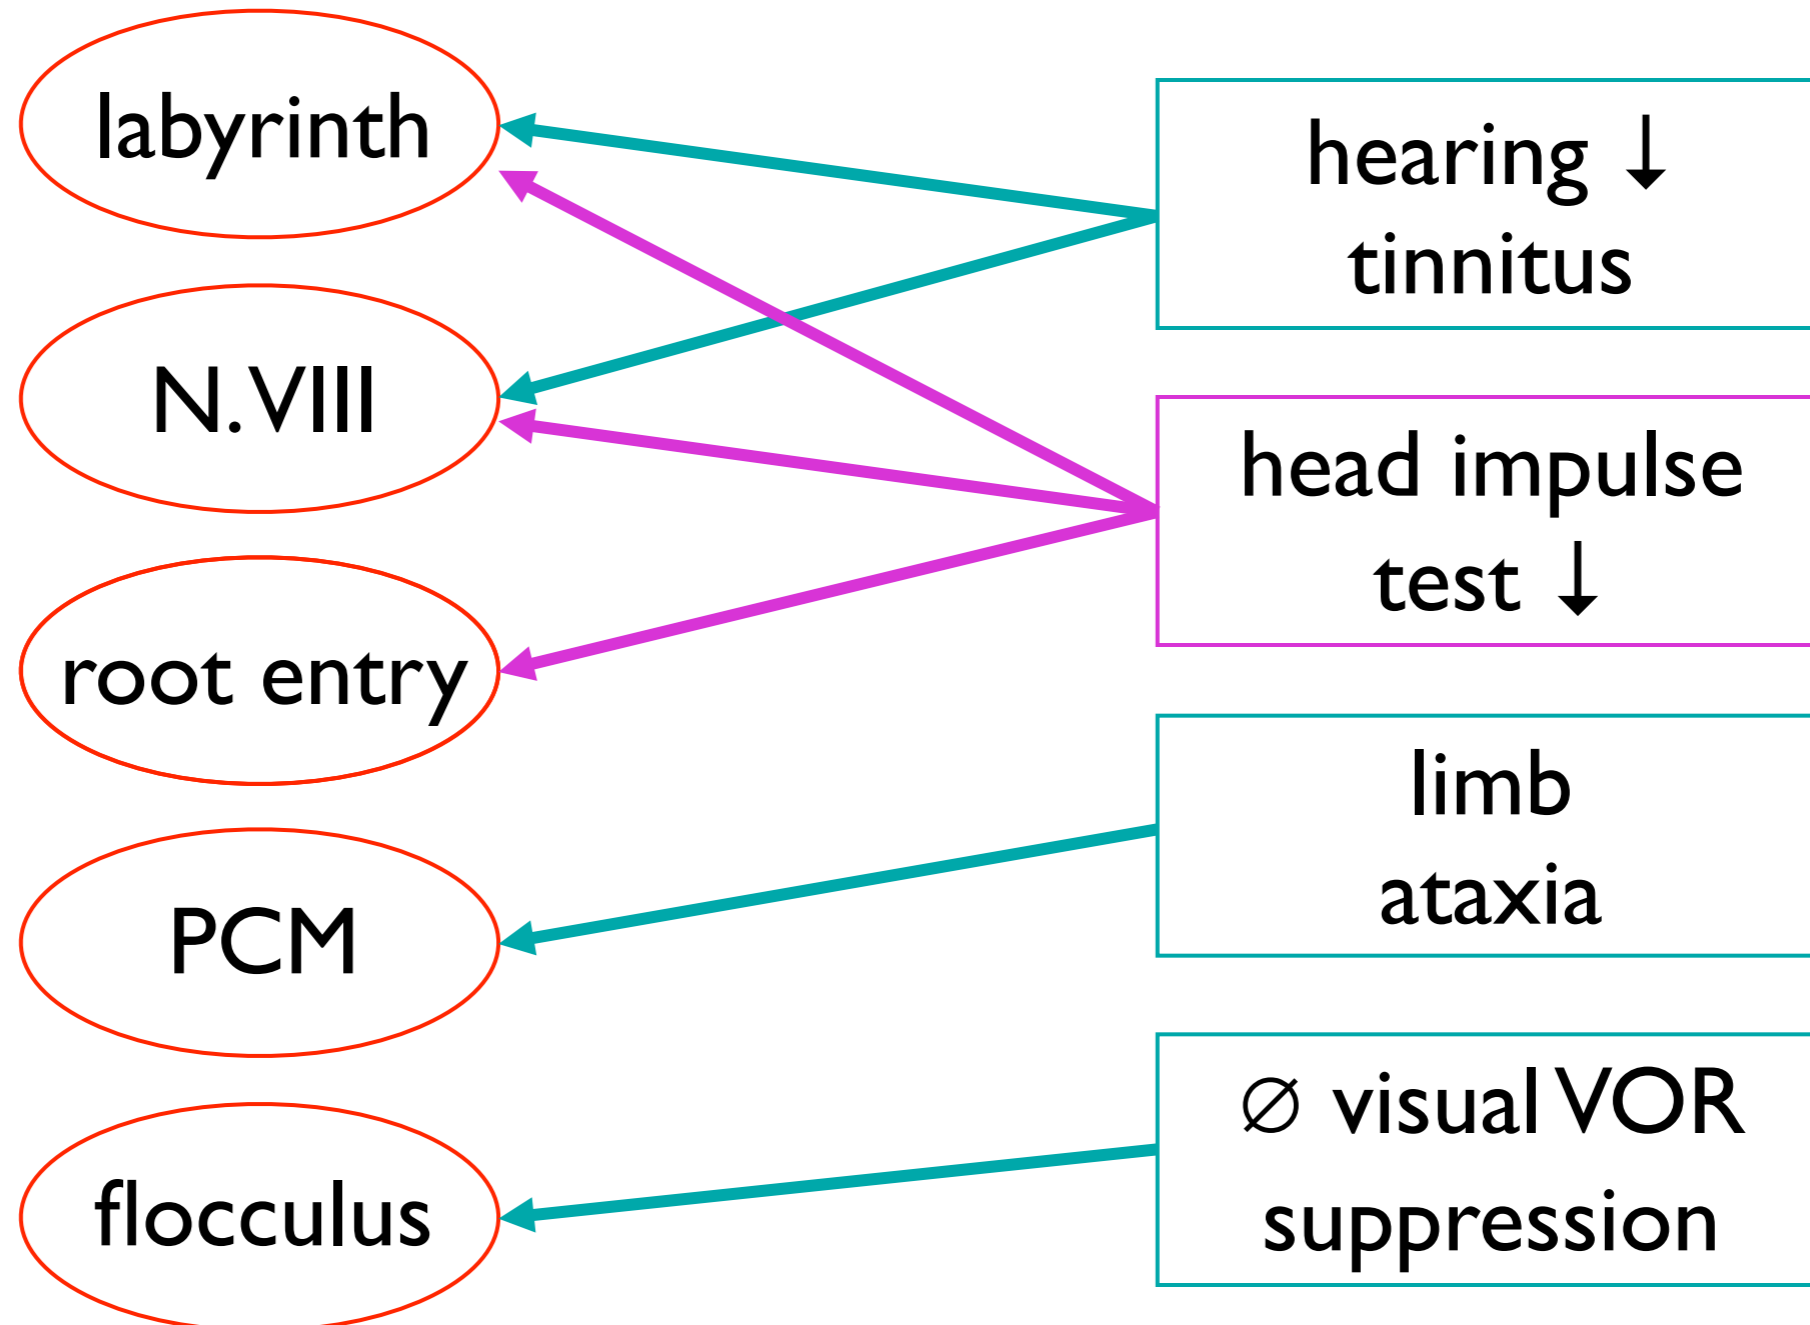 labyrinth
N. VIII
root entry
PCM
flocculus
hearing ↓
tinnitus
head impulse
test ↓
limb
ataxia
∅ visual VOR
suppression